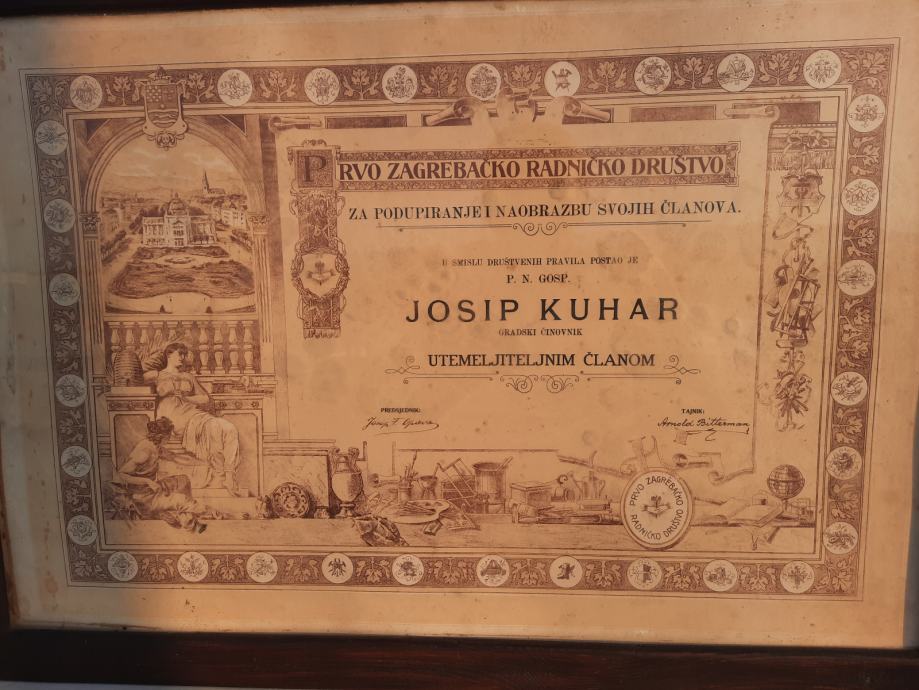 PRVO ZAGREBAČKO RADNIČKO DRUŠTVO
ZA PODUPIRANJE I NAOBRAZBU SVOJIH ČLANOVA.
U SMISLU DRUŠTVENIH PRAVILA POSTAO JE
P. N. GOSP.
JOSIP KUHAR
GRADSKI ČINOVNIK
UTEMELJITELJNIM ČLANOM
PREDSJEDNIK:
TAJNIK:
Arnold Bitterman
PRVO ZAGREBAČKO
RADNIČKO DRUŠTVO